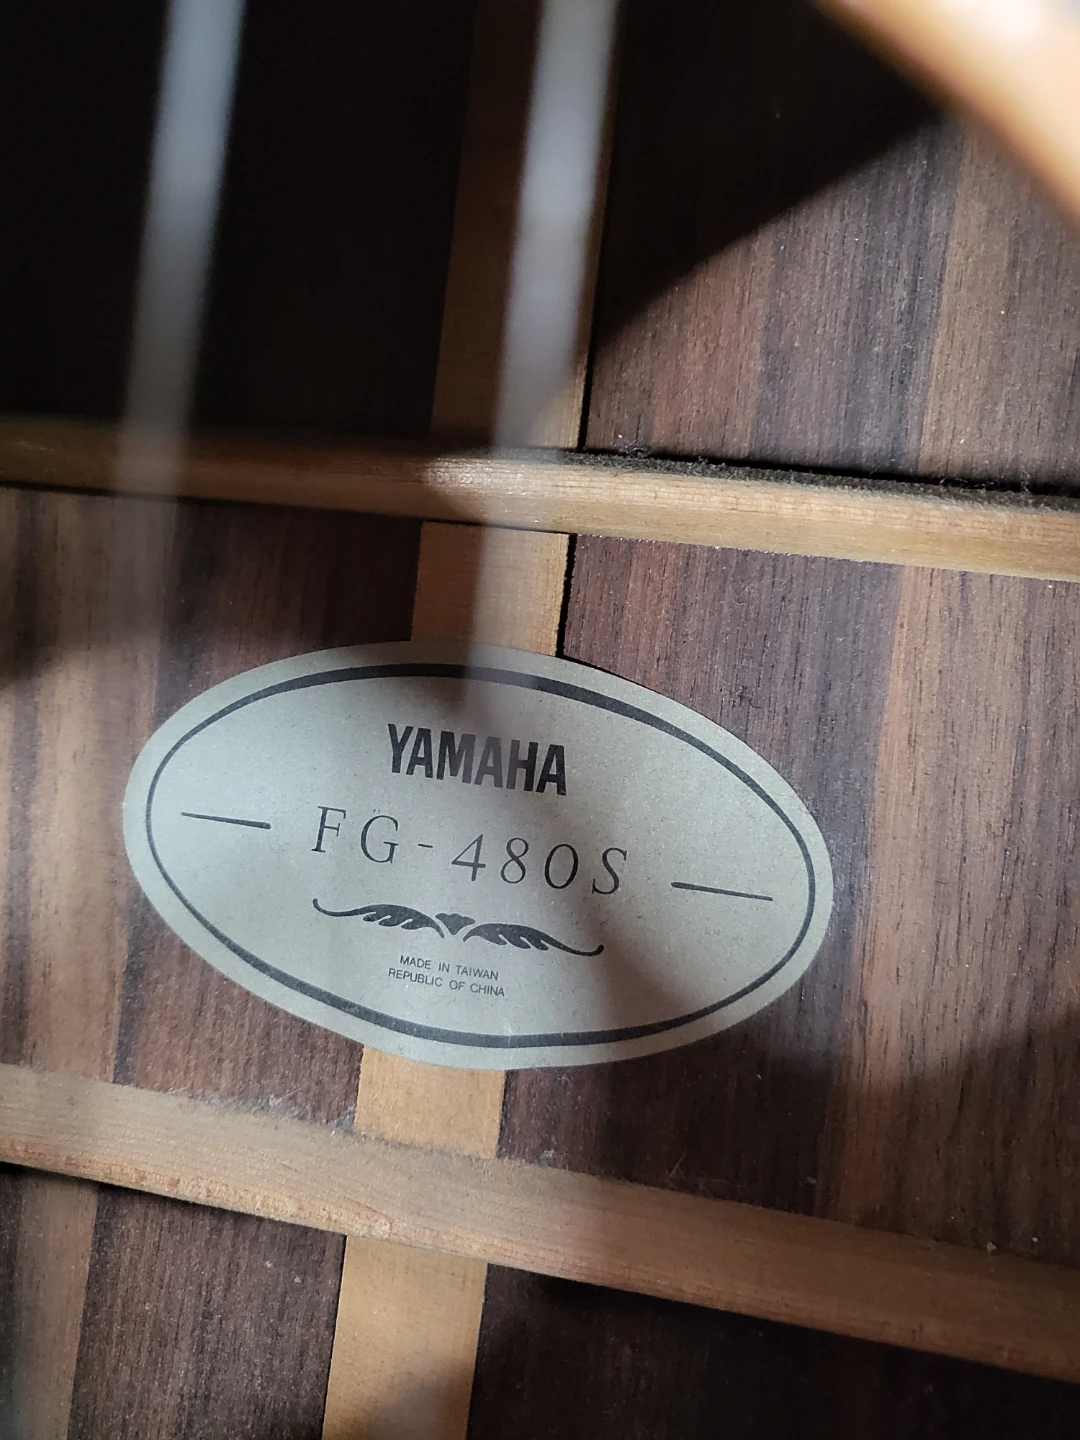 YAMAHA
FG-480S
MADE IN TAIWAN
REPUBLIC OF CHINA